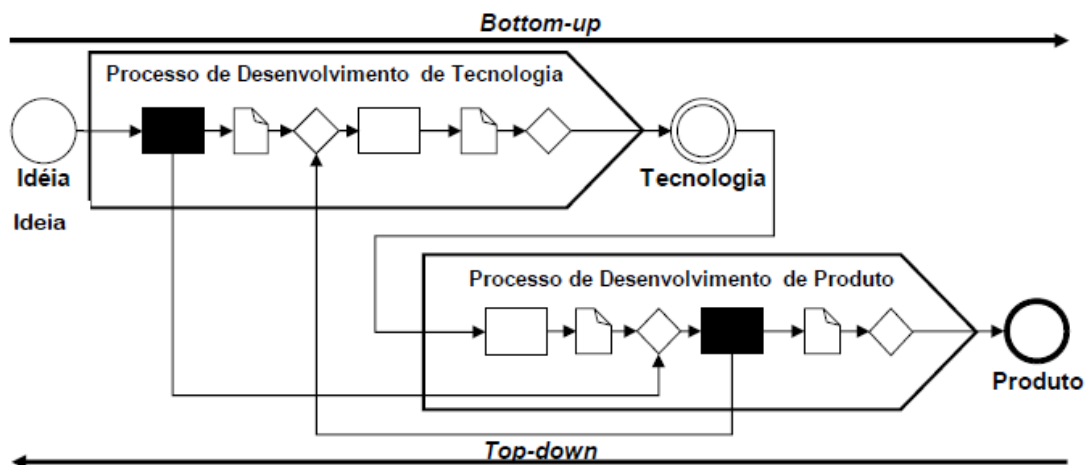 Bottom-up
Processo de Desenvolvimento de Tecnologia
Idéia
Ideia
Tecnologia
Processo de Desenvolvimento de Produto
Produto
Top-down